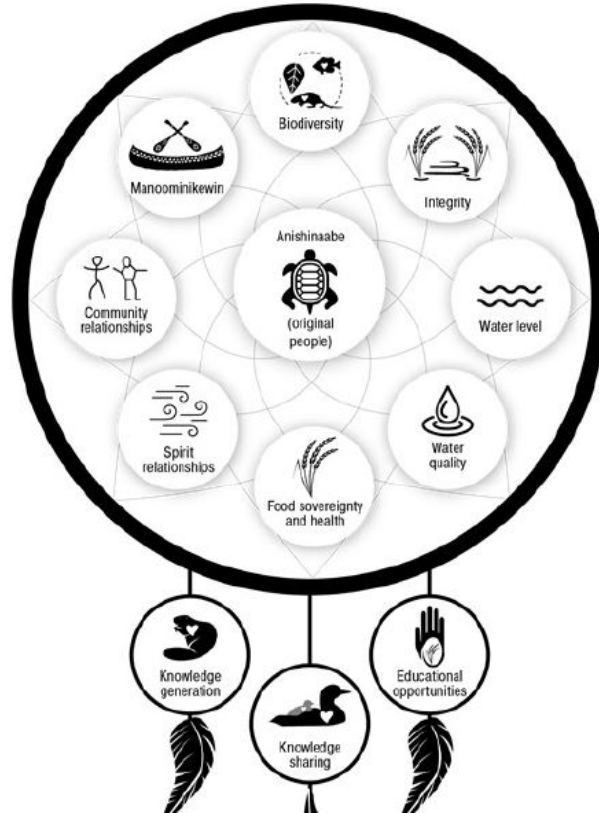 Biodiversity
Manoominikewin
Integrity
Anishinaabe
(original
people)
Community
relationships
Water level
Spirit
relationships
Water
quality
Food sovereignty
and health
Knowledge
generation
Educational
opportunities
Knowledge
sharing